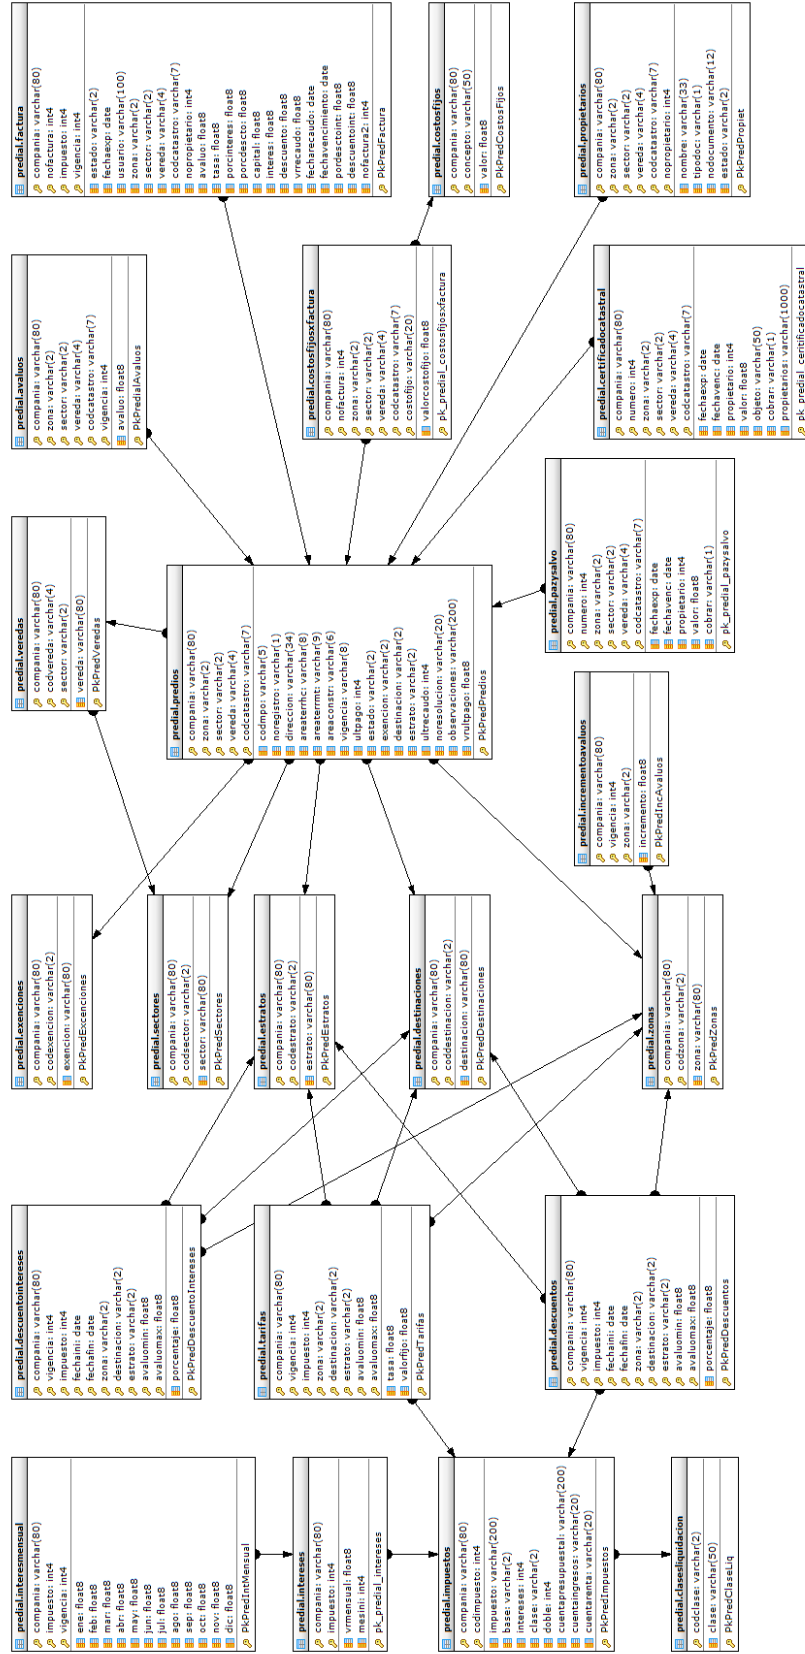 predial.interesmensual
compania: varchar(80)
impuesto: int4
vigencia: int4
ene: float8
feb: float8
mar: float8
abr: float8
may: float8
jun: float8
jul: float8
ago: float8
sep: float8
oct: float8
nov: float8
dic: float8
PkPredIntMensual
predial.descuentointereses
compania: varchar(80)
vigencia: int4
impuesto: int4
fechaini: date
fechafin: date
zona: varchar(2)
destinacion: varchar(2)
estrato: varchar(2)
avaluomin: float8
avaluomax: float8
porcentaje: float8
PkPredDescuentoIntereses
predial.exenciones
compania: varchar(80)
codexencion: varchar(2)
exencion: varchar(80)
PkPredExcenciones
predial.veredas
compania: varchar(80)
codvereda: varchar(4)
sector: varchar(2)
vereda: varchar(80)
PkPredVeredas
predial.avaluos
compania: varchar(80)
zona: varchar(2)
sector: varchar(2)
vereda: varchar(4)
codcatastro: varchar(7)
vigencia: int4
avaluo: float8
PkPredialAvaluos
predial.factura
compania: varchar(80)
nofactura: int4
impuesto: int4
vigencia: int4
estado: varchar(2)
fechaexp: date
usuario: varchar(100)
zona: varchar(2)
sector: varchar(2)
vereda: varchar(4)
codcatastro: varchar(7)
nopropietario: int4
avaluo: float8
tasa: float8
porcinteres: float8
porcdescto: float8
capital: float8
interes: float8
descuento: float8
vrrecaudo: float8
fecharecaudo: date
fechavencimiento: date
pordesctoint: float8
descuentoint: float8
nofactura2: int4
PkPredFactura
predial.intereses
compania: varchar(80)
impuesto: int4
vrmensual: float8
mesini: int4
pk_predial_intereses
predial.tarifas
compania: varchar(80)
vigencia: int4
impuesto: int4
zona: varchar(2)
destinacion: varchar(2)
estrato: varchar(2)
avaluomin: float8
avaluomax: float8
tasa: float8
valorfijo: float8
PkPredTarifas
predial.sectores
compania: varchar(80)
codsector: varchar(2)
sector: varchar(80)
PkPredSectores
predial.estratos
compania: varchar(80)
codestrato: varchar(2)
estrato: varchar(80)
PkPredEstratos
predial.predios
compania: varchar(80)
zona: varchar(2)
sector: varchar(2)
vereda: varchar(4)
codcatastro: varchar(7)
codmpo: varchar(5)
noregistro: varchar(1)
direccion: varchar(34)
areaterrhc: varchar(8)
areaterrmt: varchar(9)
areaconstr: varchar(6)
vigencia: varchar(8)
ultpago: int4
estado: varchar(2)
exencion: varchar(2)
destinacion: varchar(2)
estrato: varchar(2)
ultrecaudo: int4
noresolucion: varchar(20)
observaciones: varchar(200)
vrultpago: float8
PkPredPredios
predial.costosfijosxfactura
compania: varchar(80)
nofactura: int4
zona: varchar(2)
sector: varchar(2)
vereda: varchar(4)
codcatastro: varchar(7)
costofijo: varchar(20)
valorcostofijo: float8
pk_predial_costosfijosxfactura
predial.costosfijos
compania: varchar(80)
concepto: varchar(50)
valor: float8
PkPredCostosFijos
predial.impuestos
compania: varchar(80)
codimpuesto: int4
impuesto: varchar(200)
base: varchar(2)
intereses: int4
clase: varchar(2)
doble: int4
cuentapresupuestal: varchar(200)
cuentaingresos: varchar(20)
cuentarenta: varchar(20)
PkPredImpuestos
predial.destinaciones
compania: varchar(80)
coddestinacion: varchar(2)
destinacion: varchar(80)
PkPredDestinaciones
predial.descuentos
compania: varchar(80)
vigencia: int4
impuesto: int4
fechaini: date
fechafin: date
zona: varchar(2)
destinacion: varchar(2)
estrato: varchar(2)
avaluomin: float8
avaluomax: float8
porcentaje: float8
PkPredDescuentos
predial.incrementoavaluos
compania: varchar(80)
vigencia: int4
zona: varchar(2)
incremento: float8
PkPredIncAvaluos
predial.pazysalvo
compania: varchar(80)
numero: int4
zona: varchar(2)
sector: varchar(2)
vereda: varchar(4)
codcatastro: varchar(7)
fechaexp: date
fechavenc: date
propietario: int4
valor: float8
cobrar: varchar(1)
pk_predial_pazysalvo
predial.propietarios
compania: varchar(80)
zona: varchar(2)
sector: varchar(2)
vereda: varchar(4)
codcatastro: varchar(7)
nopropietario: int4
nombre: varchar(33)
tipodoc: varchar(1)
nodocumento: varchar(12)
estado: varchar(2)
PkPredPropiet
predial.certificadocatastral
compania: varchar(80)
numero: int4
zona: varchar(2)
sector: varchar(2)
vereda: varchar(4)
codcatastro: varchar(7)
fechaexp: date
fechavenc: date
propietario: int4
valor: float8
objeto: varchar(50)
cobrar: varchar(1)
propietarios: varchar(1000)
pk_predial_certificadocatastral
predial.clasesliquidacion
codclase: varchar(2)
clase: varchar(50)
PkPredClaseLiq
predial.zonas
compania: varchar(80)
codzona: varchar(2)
zona: varchar(80)
PkPredZonas